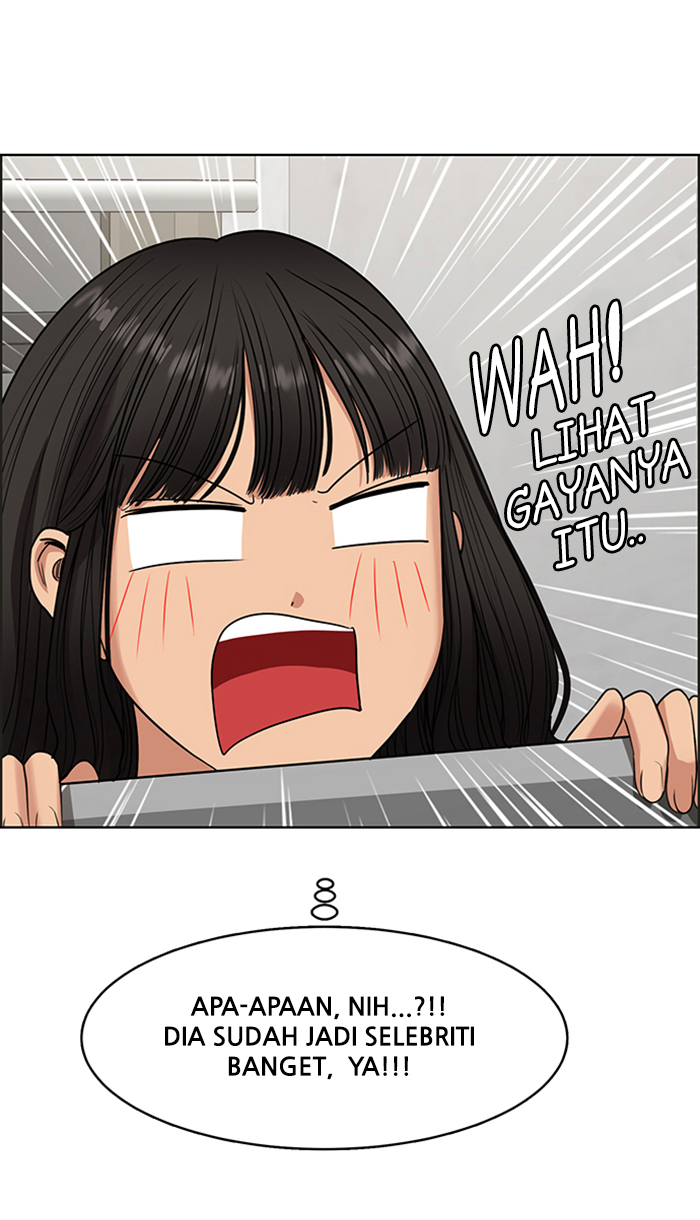 WAH!
LIHAT
GAYANYA
ITU..
APA-APAAN, NIH...?!!
DIA SUDAH JADI SELEBRITI
BANGET, YA!!!